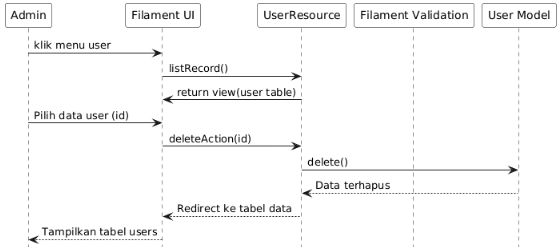 Admin
Filament UI
UserResource
Filament Validation
User Model
klik menu user
listRecord()
return view(user table)
Pilih data user (id)
deleteAction(id)
delete()
Data terhapus
Redirect ke tabel data
Tampilkan tabel users